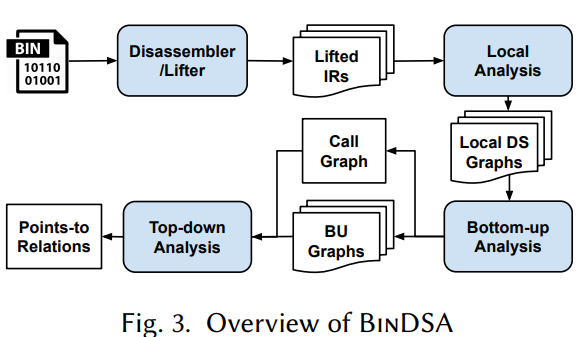 BIN
10110
01001
Disassembler
/Lifter
Lifted
IRs
Local
Analysis
Local DS
Graphs
Call
Graph
Points-to
Relations
Top-down
Analysis
BU
Graphs
Bottom-up
Analysis
Fig. 3. Overview of BINDSA